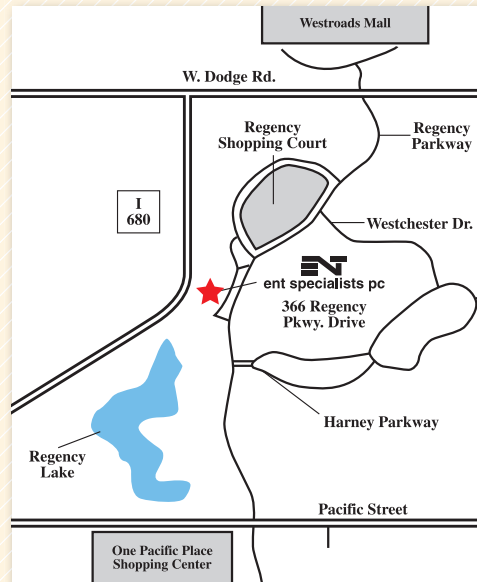 Westroads Mall
W. Dodge Rd.
Regency
Shopping Court
Regency
Parkway
I
680
Westchester Dr.
ENT
ent specialists pc
366 Regency
Pkwy. Drive
Harney Parkway
Regency
Lake
Pacific Street
One Pacific Place
Shopping Center